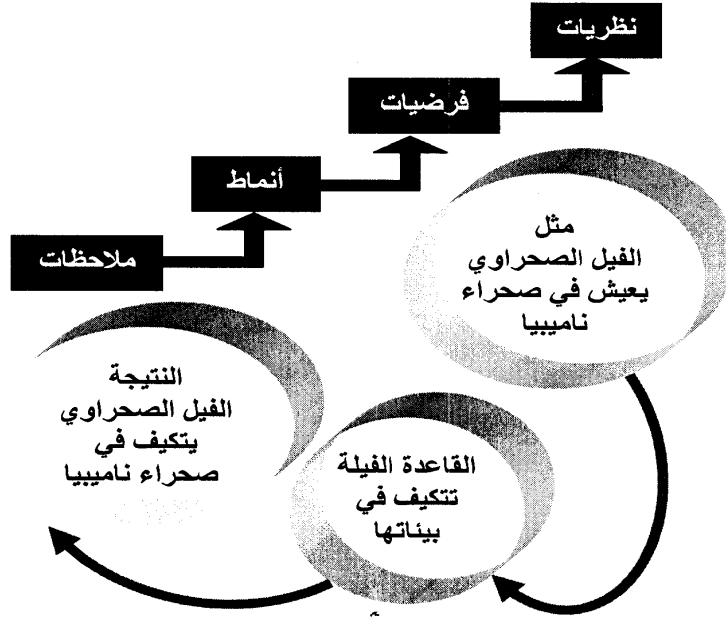 نظريات
فرضيات
أنماط
ملاحظات
مثل
الفيل الصحراوي
يعيش في صحراء
ناميبيا
النتيجة
الفيل الصحراوي
يتكيف في
صحراء ناميبيا
القاعدة الفيلة
تتكيف في
بيئاتها